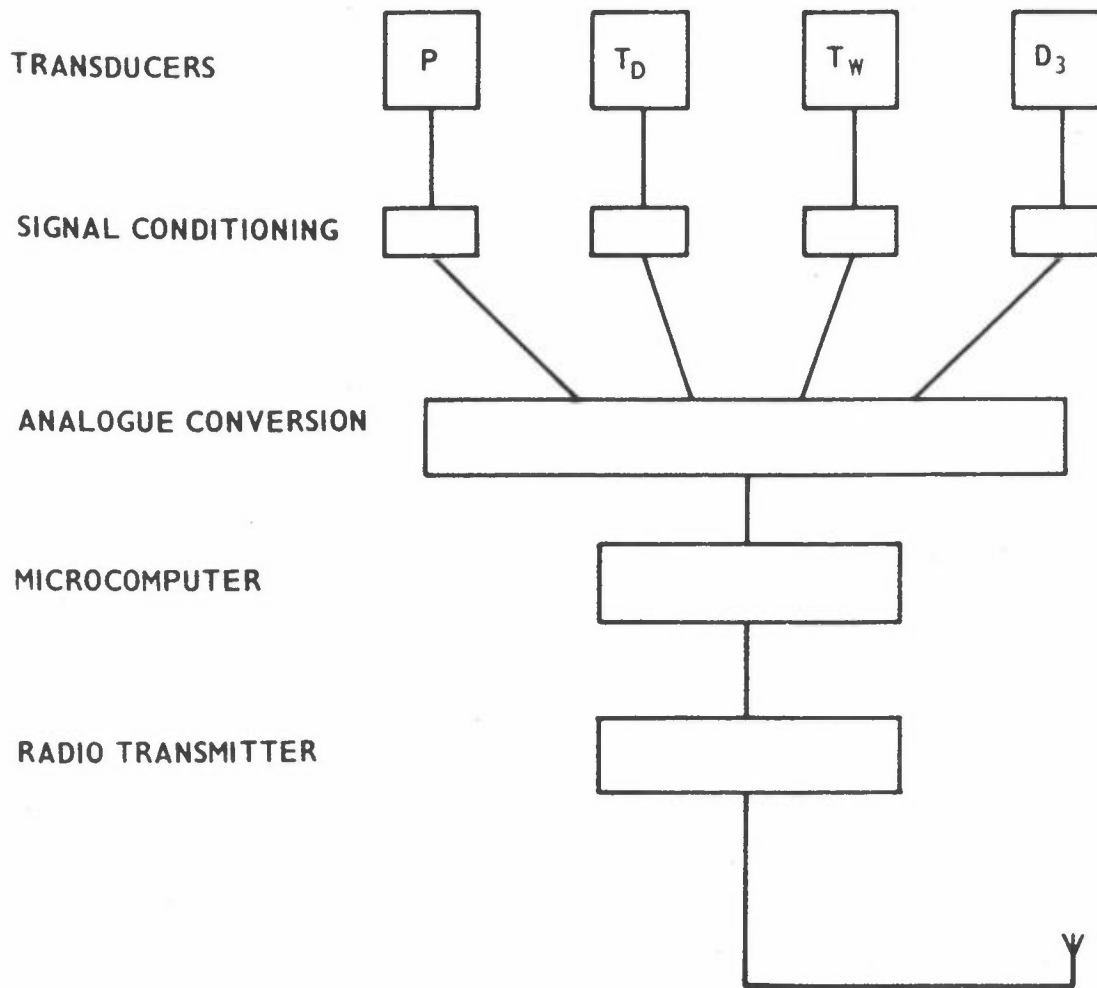 TRANSDUCERS P T_D T_W D_3
SIGNAL CONDITIONING
ANALOGUE CONVERSION
MICROCOMPUTER
RADIO TRANSMITTER